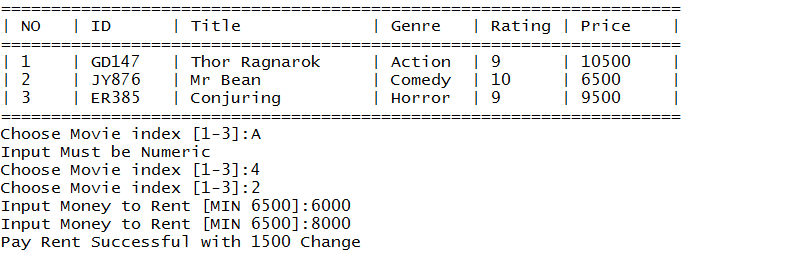 ====================================================================
| NO    | ID      | Title             | Genre   | Rating | Price    |
====================================================================
| 1     | GD147   | Thor Ragnarok     | Action  | 9      | 10500    |
| 2     | JY876   | Mr Bean           | Comedy  | 10     | 6500     |
| 3     | ER385   | Conjuring         | Horror  | 9      | 9500     |
====================================================================
Choose Movie index [1-3]:A
Input Must be Numeric
Choose Movie index [1-3]:4
Choose Movie index [1-3]:2
Input Money to Rent [MIN 6500]:6000
Input Money to Rent [MIN 6500]:8000
Pay Rent Successful with 1500 Change